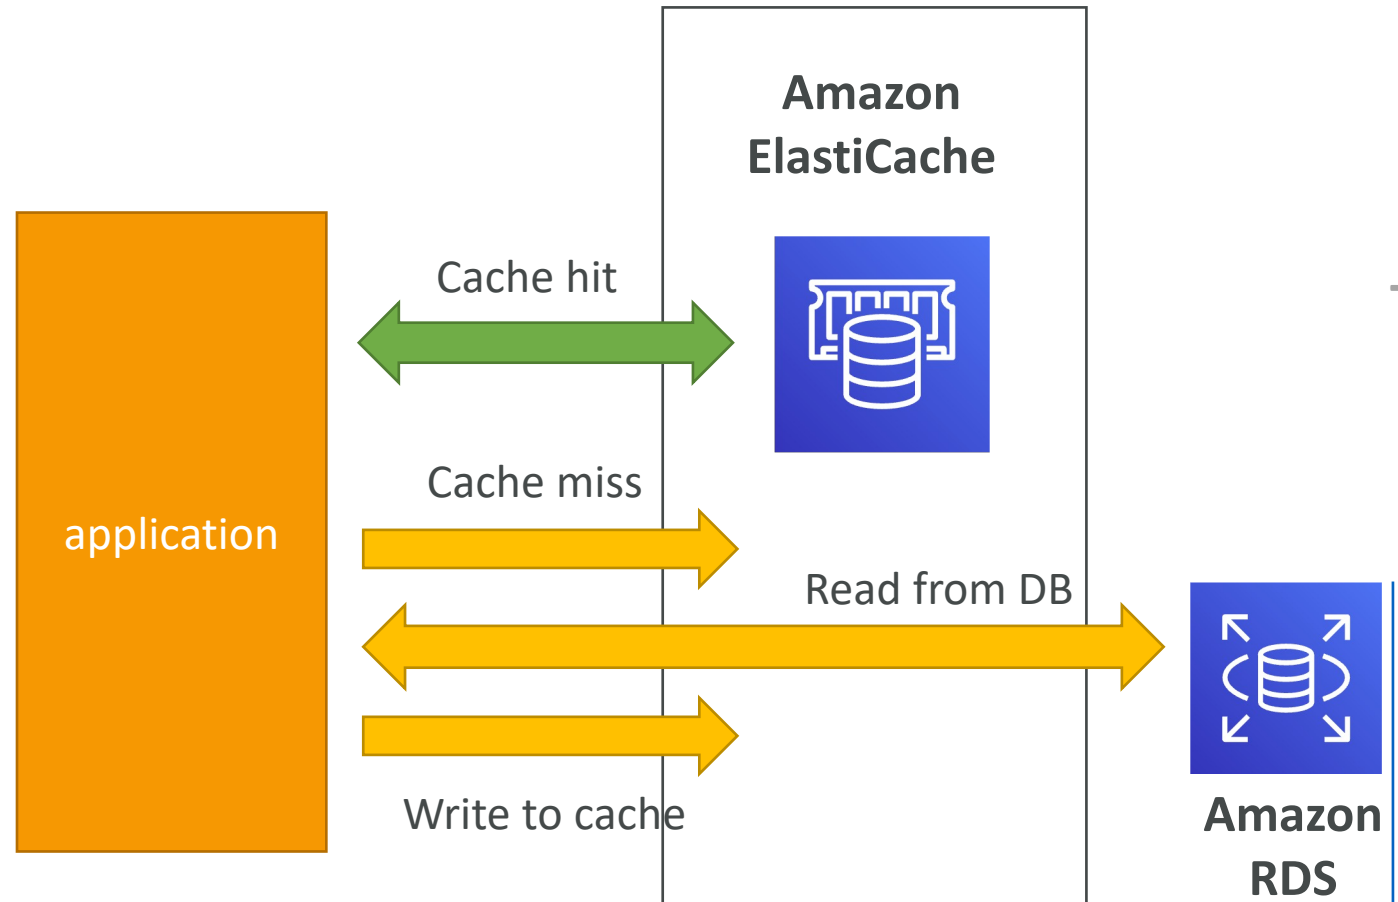 Amazon
ElastiCache
Cache hit
Cache miss
application
Read from DB
Write to cache
Amazon
RDS